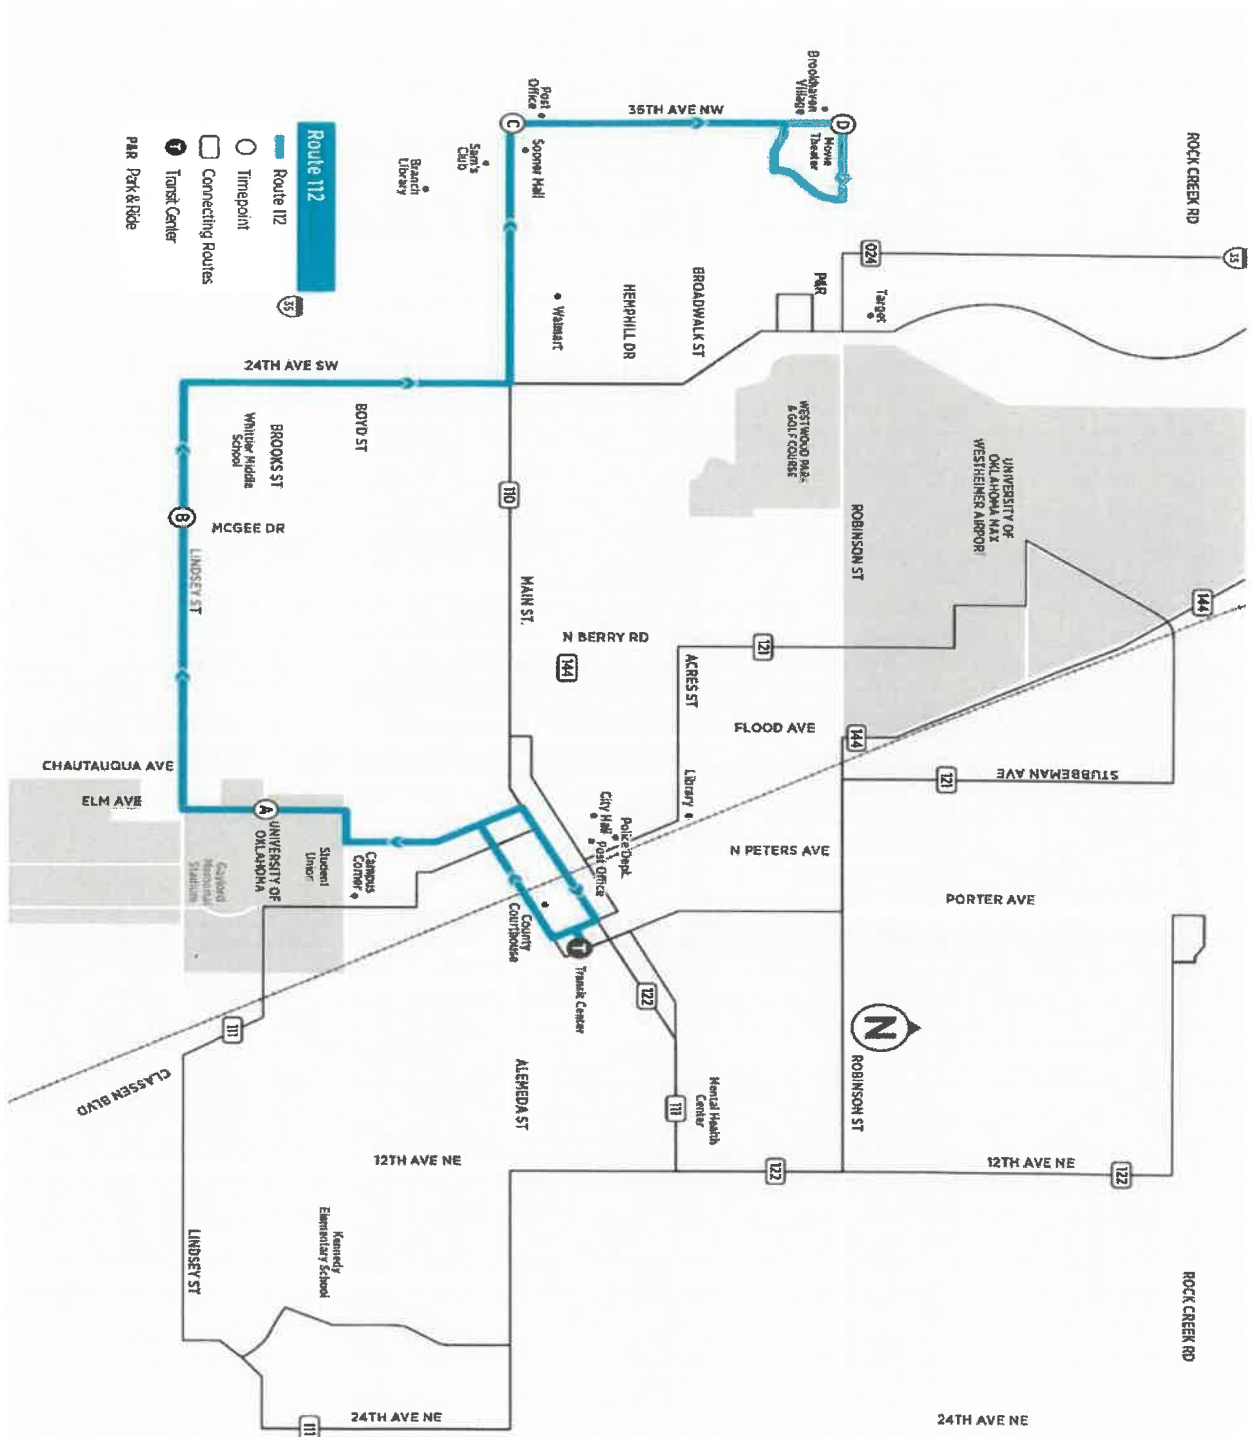 ROCK CREEK RD
35
Brookhaven
Village
D
Movie
Theater
36TH AVE NW
Post
Office
C
Sooner Mall
Sam's
Club
Branch
Library
Route 112
Route 112
Timepoint
Connecting Routes
T Transit Center
P&R Park & Ride
35
024
Target
P&R
BROADWALK ST
HEMPHILL DR
Walmart
24TH AVE SW
BOYD ST
BROOKS ST
Whittier Middle
School
B
MCGEE DR
LINDSEY ST
110
MAIN ST.
WESTWOOD PARK
& GOLF COURSE
UNIVERSITY OF
OKLAHOMA MAX
WESTHEIMER AIRPORT
ROBINSON ST
144
N BERRY RD
144
121
ACRES ST
FLOOD AVE
144
121
STUBBEMAN AVE
Library
City Hall
Police Dept.
Post Office
N PETERS AVE
PORTER AVE
CHAUTAUQUA AVE
ELM AVE
A
UNIVERSITY OF
OKLAHOMA
Student
Union
Gaylord
Memorial
Stadium
Campus
Corner
County
Courthouse
T
Transit Center
122
N
ROBINSON ST
111
CLASSEN BLVD
ALEMEDA ST
111
Mental Health
Center
12TH AVE NE
122
12TH AVE NE
122
LINDSEY ST
Kennedy
Elementary School
ROCK CREEK RD
111
24TH AVE NE
24TH AVE NE